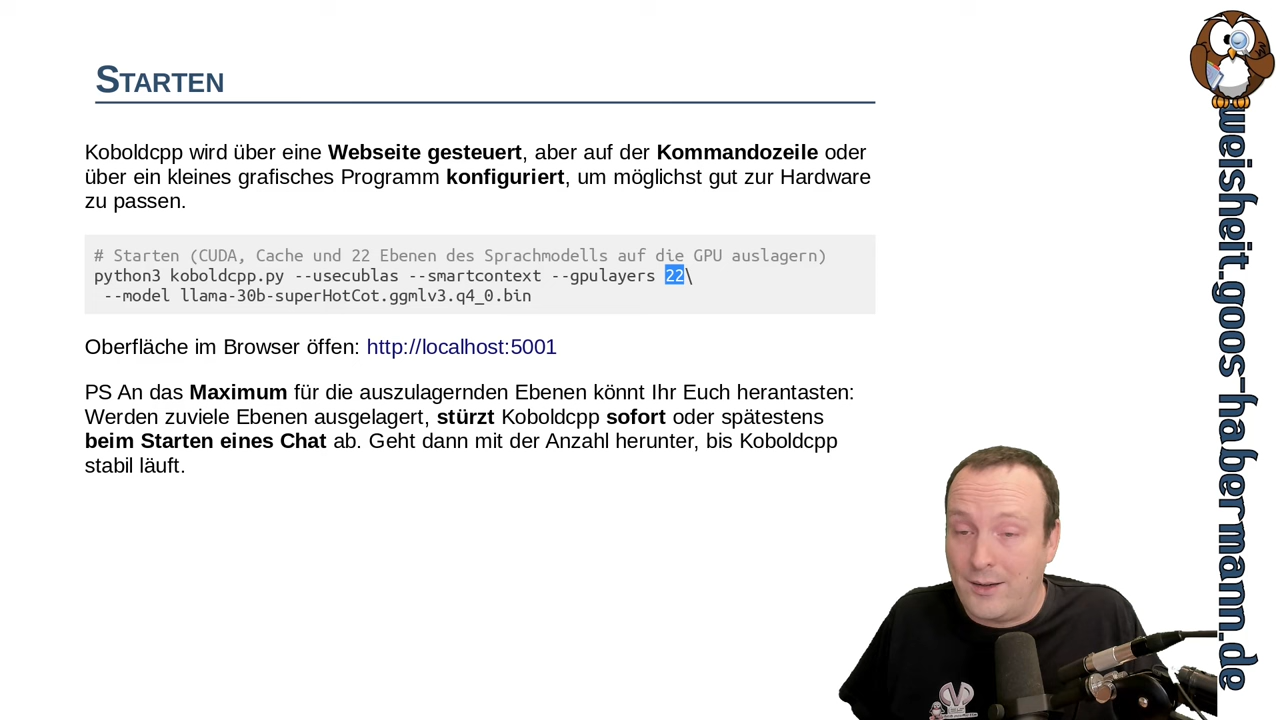 Starten
Koboldcpp wird über eine Webseite gesteuert, aber auf der Kommandozeile oder
über ein kleines grafisches Programm konfiguriert, um möglichst gut zur Hardware
zu passen.
# Starten (CUDA, Cache und 22 Ebenen des Sprachmodells auf die GPU auslagern)
python3 koboldcpp.py --usecublas --smartcontext --gpulayers 22\
--model llama-30b-superHotCot.ggmlv3.q4_0.bin
Oberfläche im Browser öffen: http://localhost:5001
PS An das Maximum für die auszulagernden Ebenen könnt Ihr Euch herantasten:
Werden zuviele Ebenen ausgelagert, stürzt Koboldcpp sofort oder spätestens
beim Starten eines Chat ab. Geht dann mit der Anzahl herunter, bis Koboldcpp
stabil läuft.
weisheit.goos-habermann.de